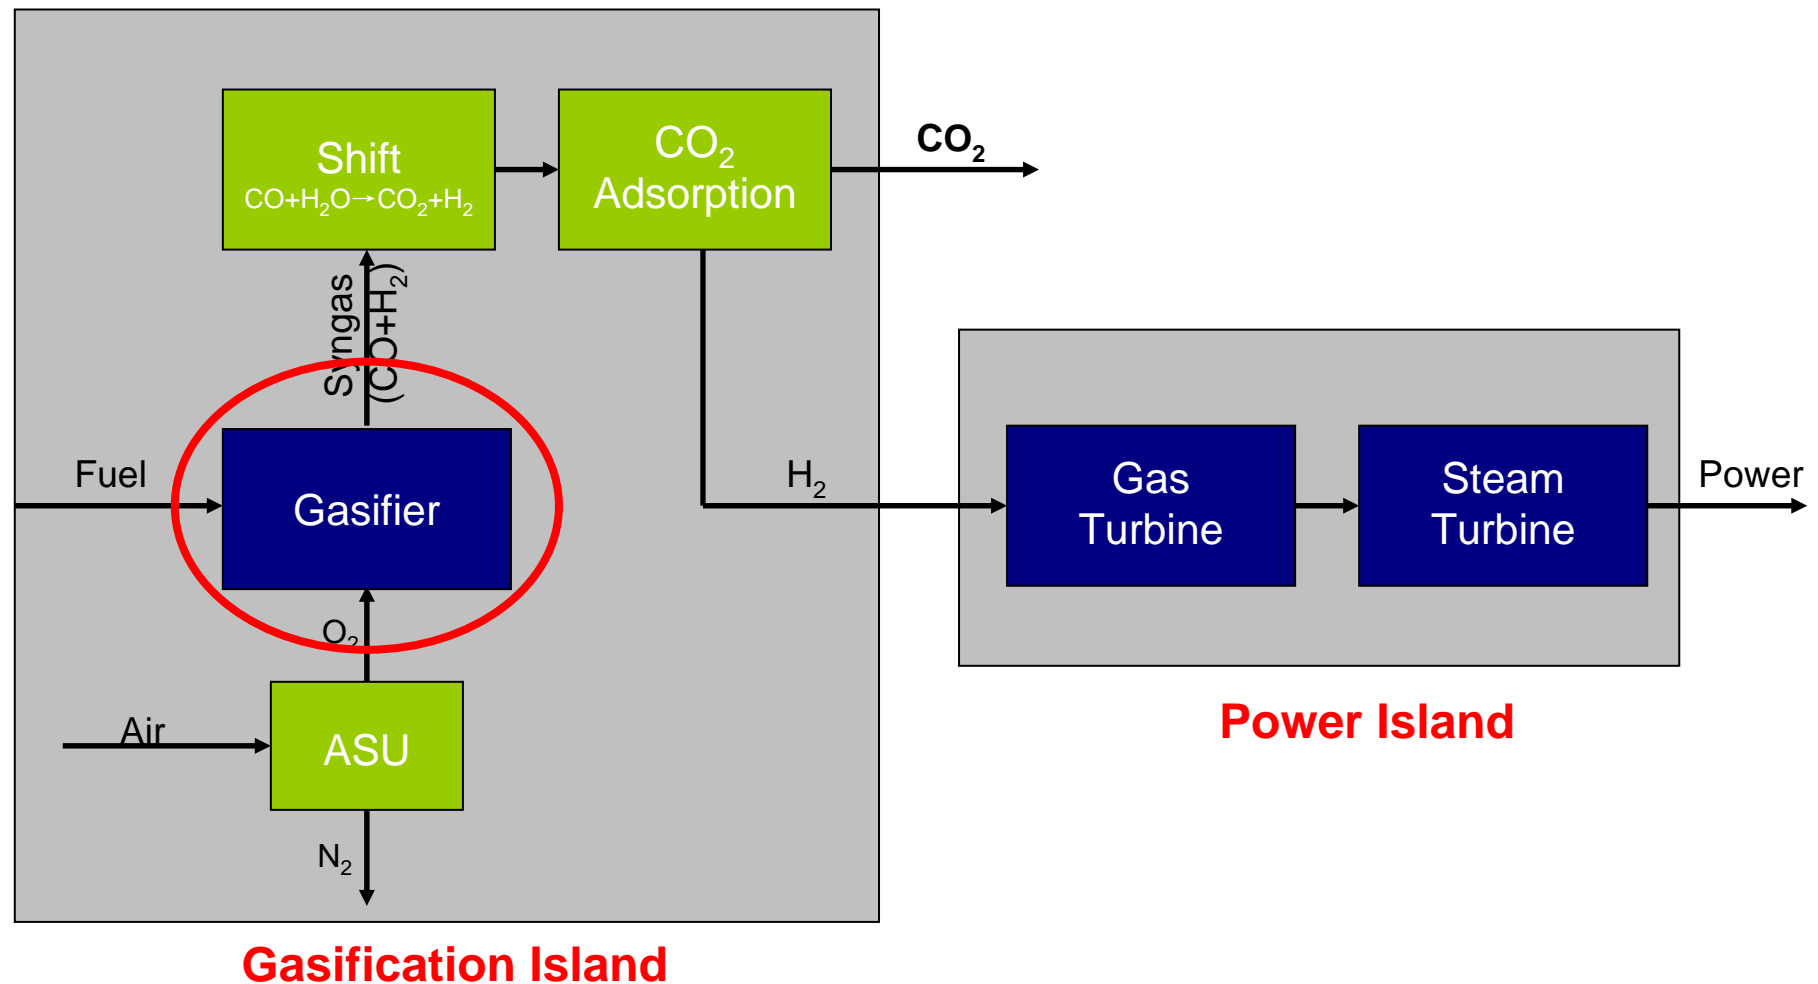 Shift
CO+H₂O→CO₂+H₂
CO₂
Adsorption
CO₂
Syngas
(CO+H₂)
Fuel
Gasifier
H₂
Gas
Turbine
Steam
Turbine
Power
O₂
Air
ASU
N₂
Power Island
Gasification Island